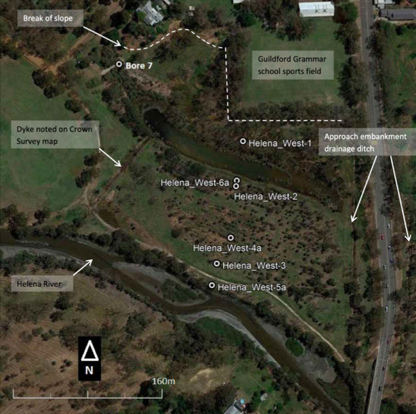 Break of slope
Bore 7
Guildford Grammar
school sports field
Dyke noted on Crown
Survey map
Helena_West-1
Approach embankment
drainage ditch
Helena_West-6a
Helena_West-2
Helena_West-4a
Helena_West-3
Helena River
Helena_West-5a
N
160m